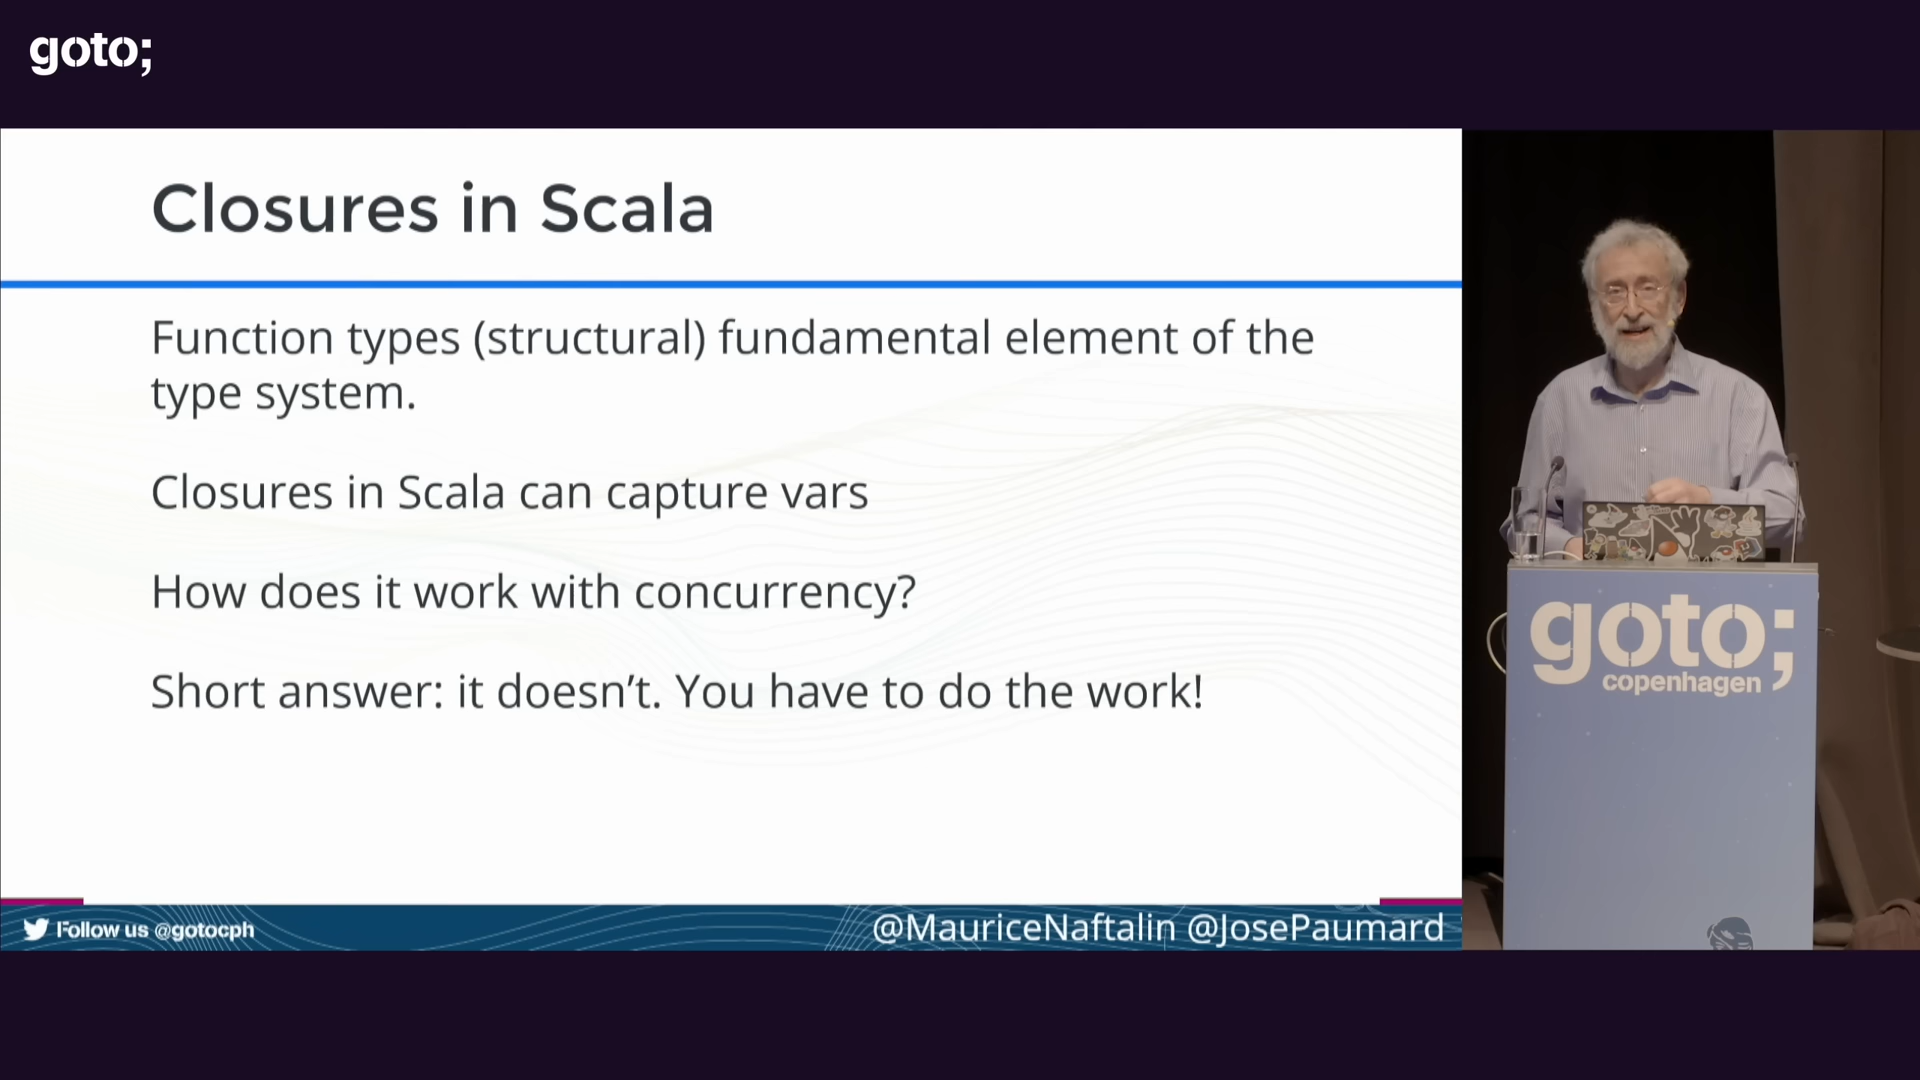 goto;
Closures in Scala
Function types (structural) fundamental element of the
type system.
Closures in Scala can capture vars
How does it work with concurrency?
Short answer: it doesn't. You have to do the work!
Follow us @gotocph
@MauriceNaftalin @JosePaumard
goto;
copenhagen